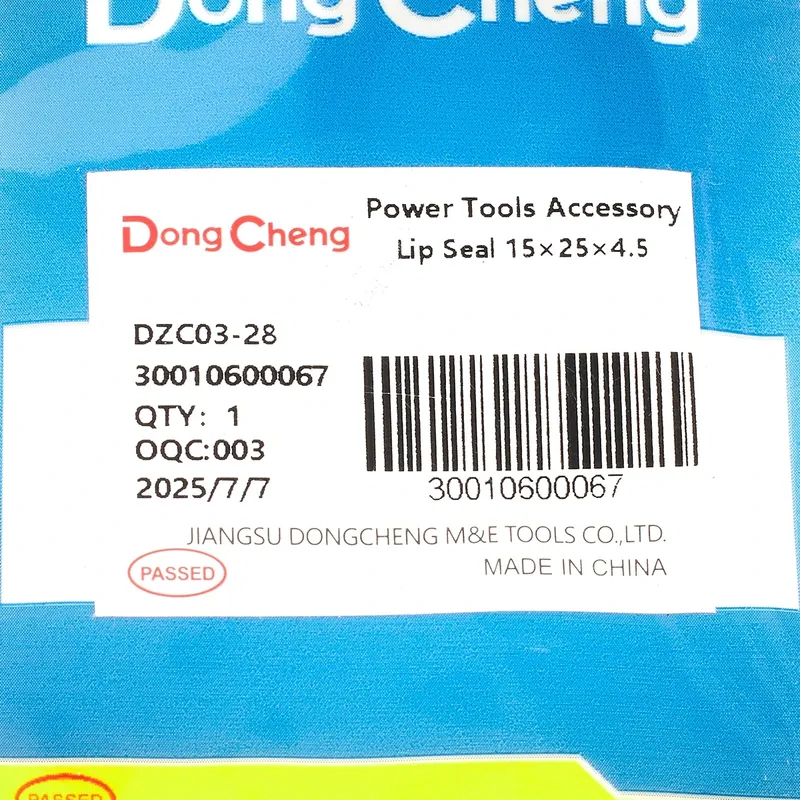 Dong Cheng
Dong Cheng
Power Tools Accessory
Lip Seal 15×25×4.5
DZC03-28
30010600067
QTY: 1
OQC:003
2025/7/7
30010600067
JIANGSU DONGCHENG M&E TOOLS CO.,LTD.
PASSED
MADE IN CHINA
PASSED